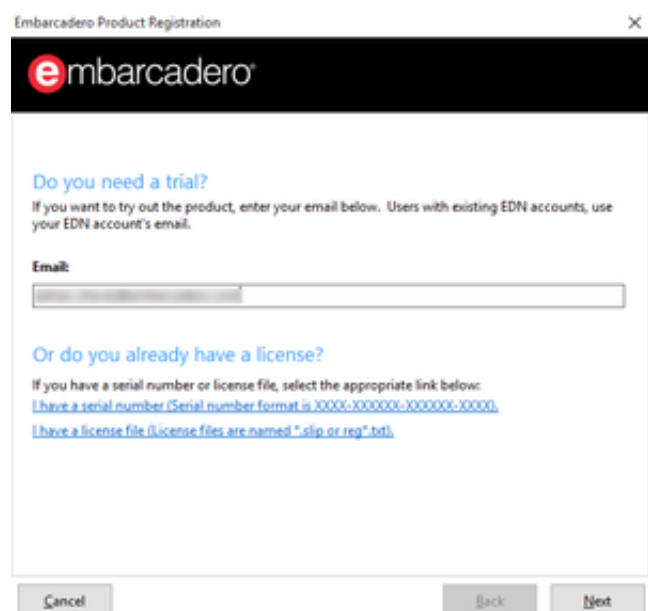 Embarcadero Product Registration
embarcadero
Do you need a trial?
If you want to try out the product, enter your email below. Users with existing EDN accounts, use
your EDN account's email.
Email:
Or do you already have a license?
If you have a serial number or license file, select the appropriate link below:
I have a serial number (Serial number format is XXXX-XXXXXX-XXXXXX-XXXX).
I have a license file (License files are named *.slip or reg*.txt).
Cancel
Back
Next